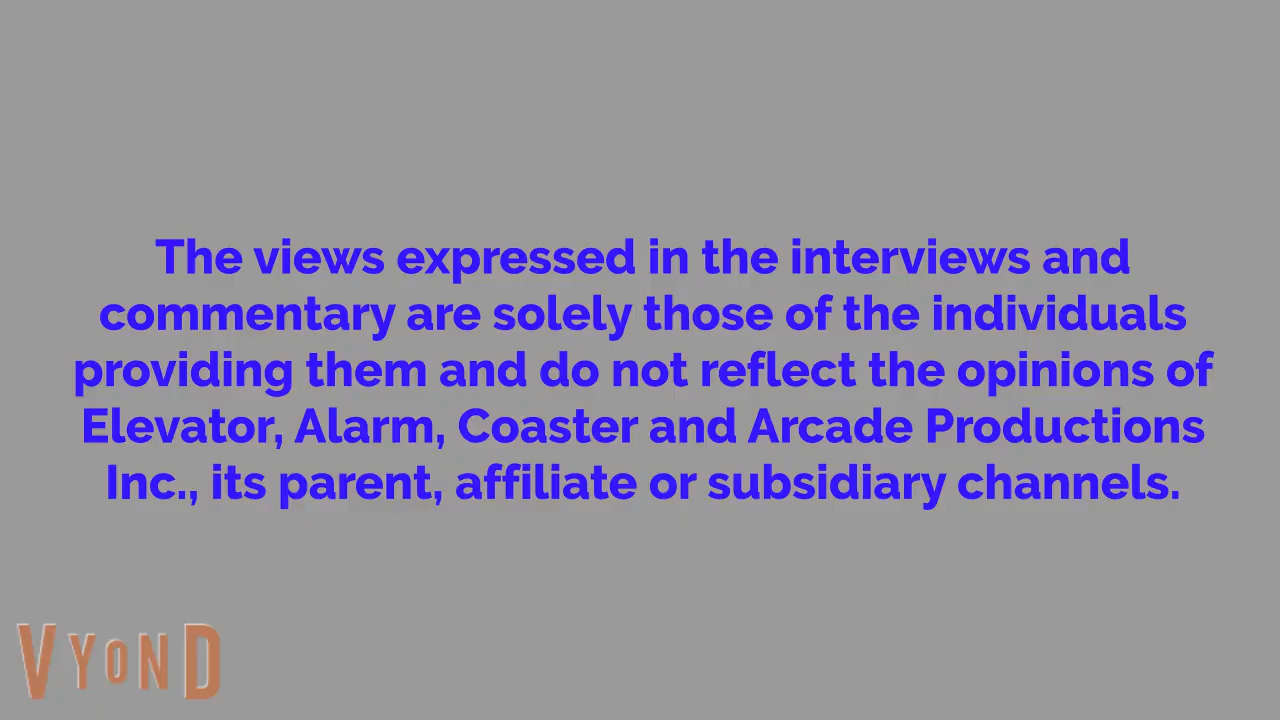 The views expressed in the interviews and
commentary are solely those of the individuals
providing them and do not reflect the opinions of
Elevator, Alarm, Coaster and Arcade Productions
Inc., its parent, affiliate or subsidiary channels.
VYOND